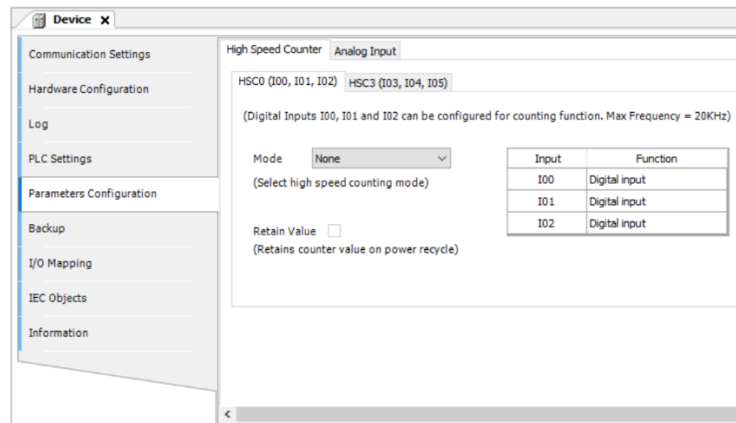 Device X
Communication Settings
Hardware Configuration
Log
PLC Settings
Parameters Configuration
Backup
I/O Mapping
IEC Objects
Information
High Speed Counter Analog Input
HSC0 (I00, I01, I02) HSC3 (I03, I04, I05)
(Digital Inputs I00, I01 and I02 can be configured for counting function. Max Frequency = 20KHz)
Mode None
(Select high speed counting mode)
Retain Value
(Retains counter value on power recycle)
Input Function
I00 Digital input
I01 Digital input
I02 Digital input